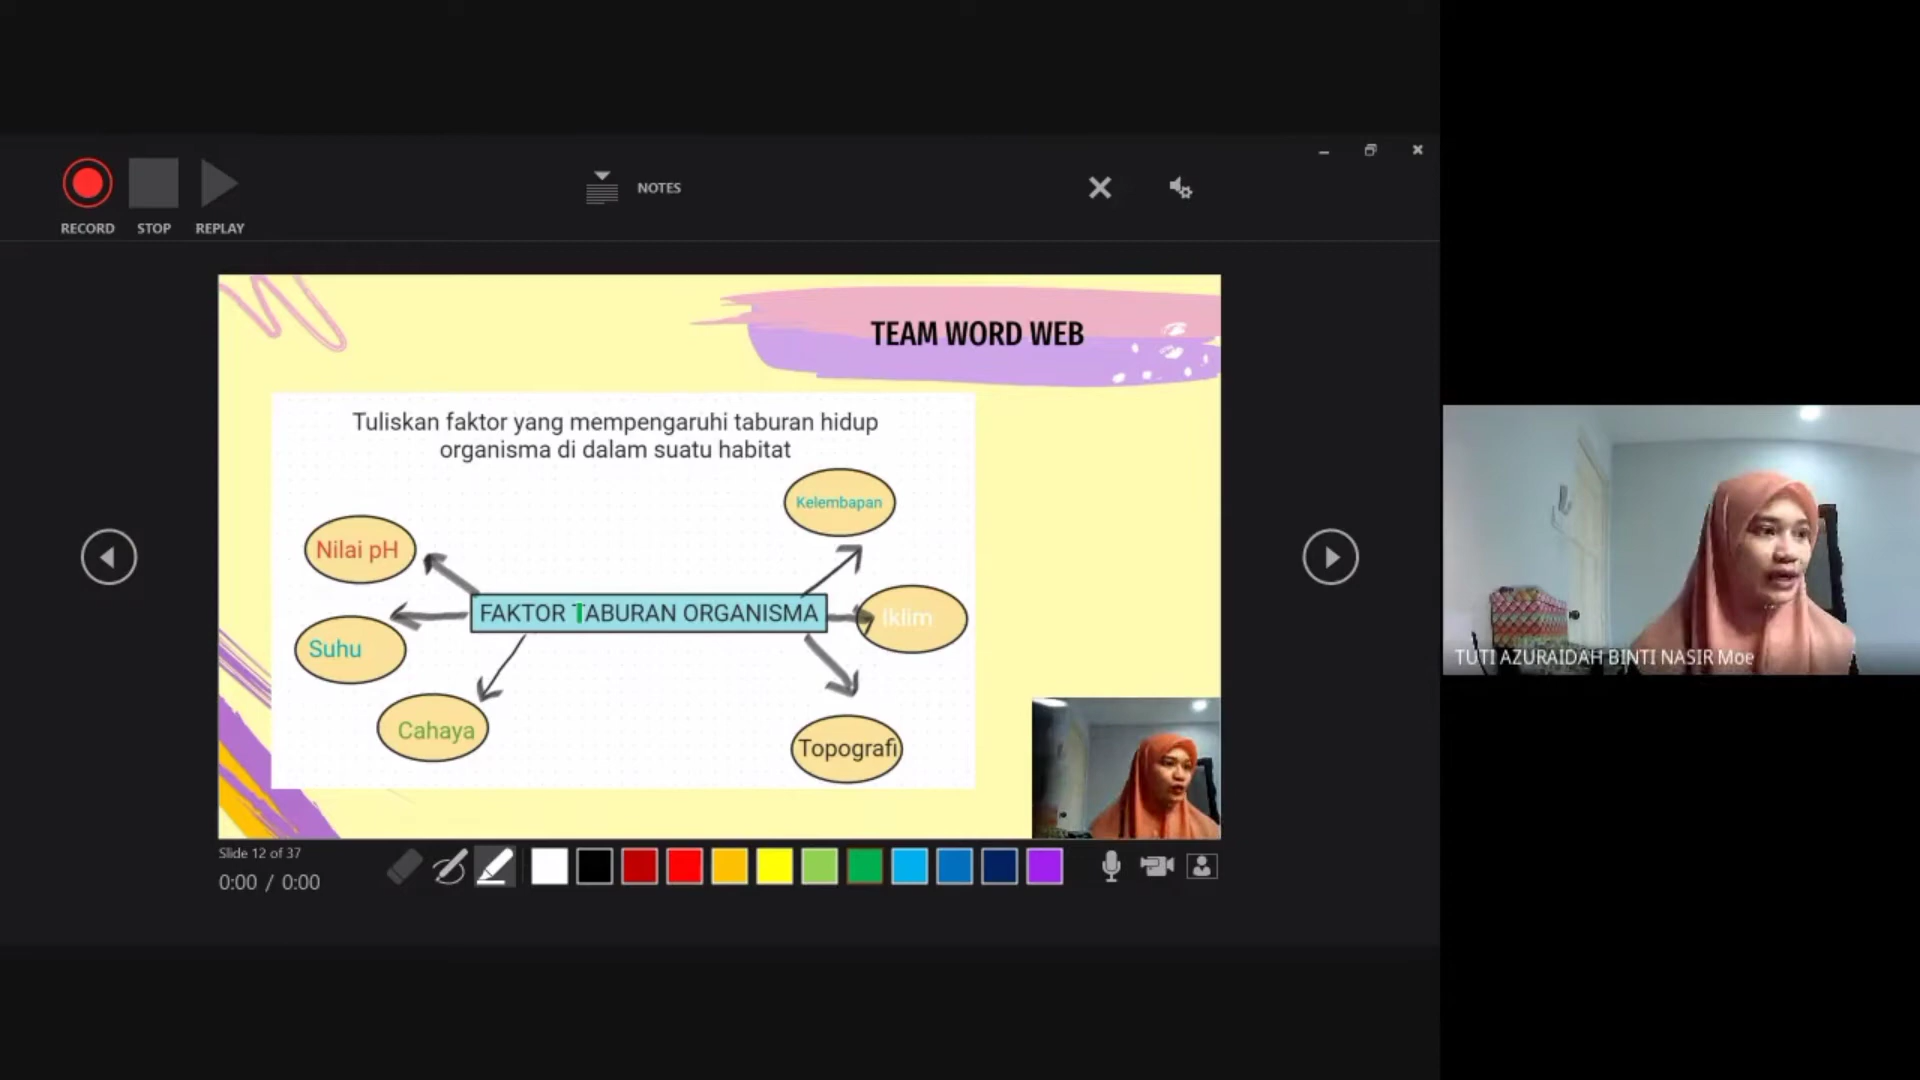 RECORD
STOP
REPLAY
NOTES
TEAM WORD WEB
Tuliskan faktor yang mempengaruhi taburan hidup
organisma di dalam suatu habitat
Kelembapan
Nilai pH
FAKTOR TABURAN ORGANISMA
Iklim
Suhu
Cahaya
Topografi
TUTI AZURAIDAH BINTI NASIR Moe
Slide 12 of 37
0:00 / 0:00